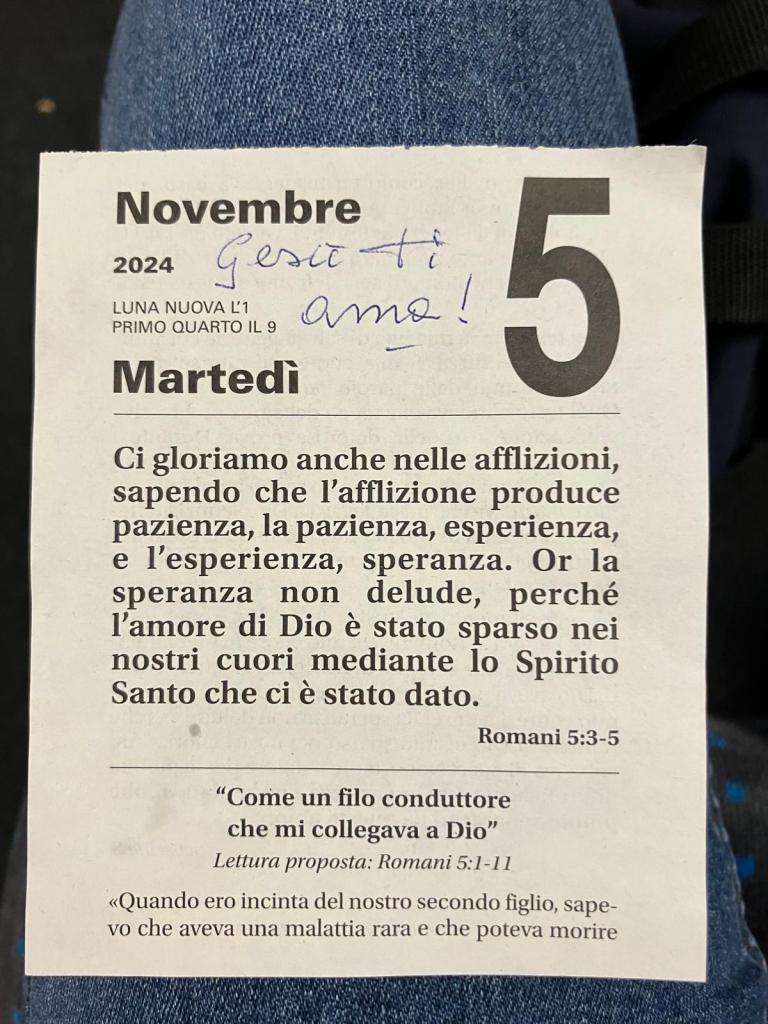 Novembre
5
2024
Gesù ti
amo!
LUNA NUOVA L'1
PRIMO QUARTO IL 9
Martedì
Ci gloriamo anche nelle afflizioni,
sapendo che l'afflizione produce
pazienza, la pazienza, esperienza,
e l'esperienza, speranza. Or la
speranza non delude, perché
l'amore di Dio è stato sparso nei
nostri cuori mediante lo Spirito
Santo che ci è stato dato.
Romani 5:3-5
“Come un filo conduttore
che mi collegava a Dio”
Lettura proposta: Romani 5:1-11
«Quando ero incinta del nostro secondo figlio, sape-
vo che aveva una malattia rara e che poteva morire